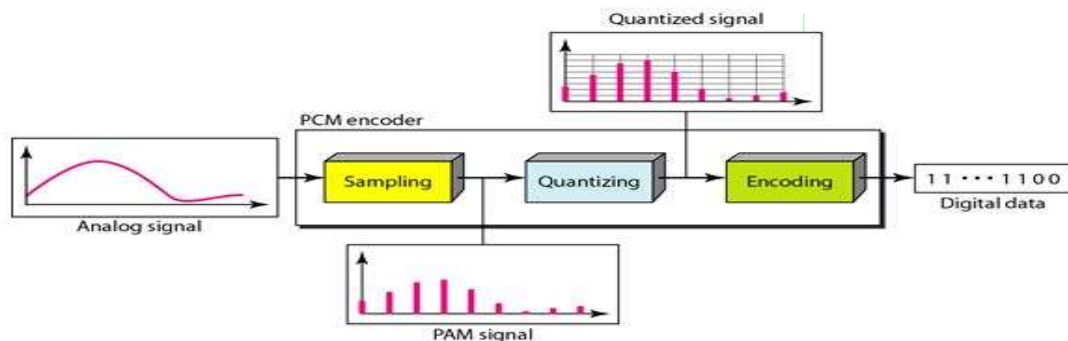 Quantized signal
PCM encoder
Sampling
Quantizing
Encoding
11 ••• 1100
Digital data
Analog signal
PAM signal